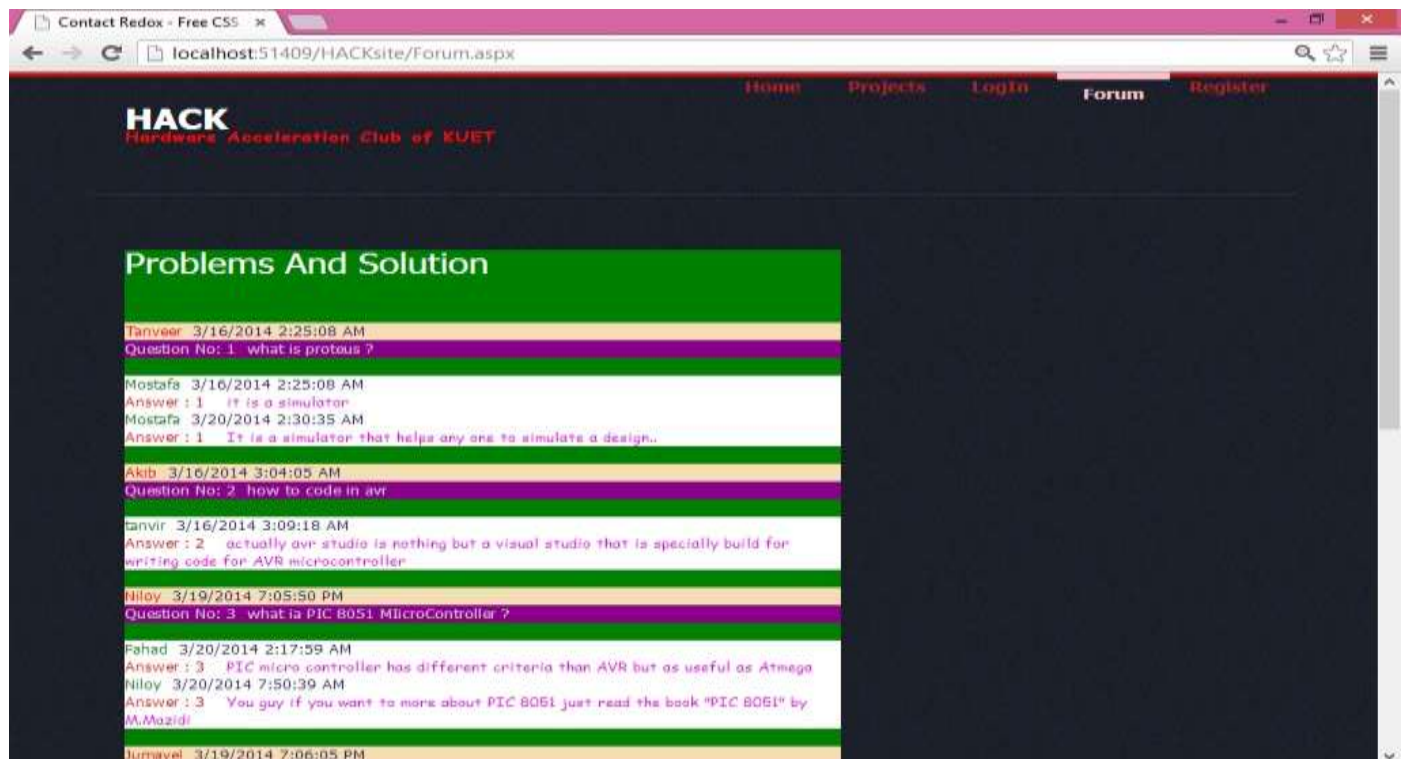 Contact Redox - Free CSS
localhost:51409/HACKsite/Forum.aspx
Home Projects LogIn Forum Register
HACK
Hardware Acceleration Club of KUET
Problems And Solution
Tanveer 3/16/2014 2:25:08 AM
Question No: 1 what is proteus ?
Mostafa 3/16/2014 2:25:08 AM
Answer : 1 it is a simulator
Mostafa 3/20/2014 2:30:35 AM
Answer : 1 It is a simulator that helps any one to simulate a design..
Akib 3/16/2014 3:04:05 AM
Question No: 2 how to code in avr
tanvir 3/16/2014 3:09:18 AM
Answer : 2 actually avr studio is nothing but a visual studio that is specially build for
writing code for AVR microcontroller
Niloy 3/19/2014 7:05:50 PM
Question No: 3 what ia PIC 8051 MIicroController ?
Fahad 3/20/2014 2:17:59 AM
Answer : 3 PIC micro controller has different criteria than AVR but as useful as Atmega
Niloy 3/20/2014 7:50:39 AM
Answer : 3 You guy if you want to more about PIC 8051 just read the book "PIC 8051" by
M.Mazidi
Jumayel 3/19/2014 7:06:05 PM